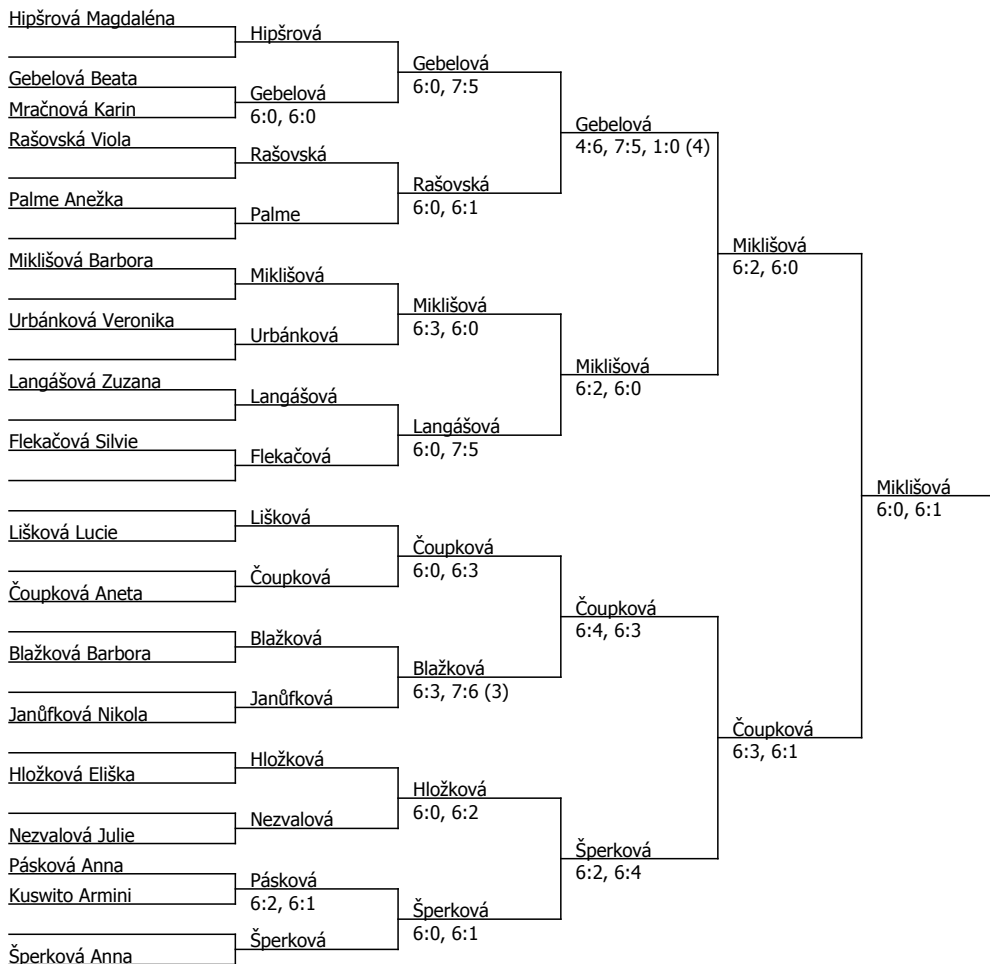 Hipšrová Magdaléna
Gebelová Beata
Mračnová Karin
Rašovská Viola
Palme Anežka
Miklišová Barbora
Urbánková Veronika
Langášová Zuzana
Flekačová Silvie
Lišková Lucie
Čoupková Aneta
Blažková Barbora
Janůfková Nikola
Hložková Eliška
Nezvalová Julie
Pásková Anna
Kuswito Armini
Šperková Anna
Hipšrová
Gebelová
6:0, 6:0
Rašovská
Palme
Miklišová
Urbánková
Langášová
Flekačová
Lišková
Čoupková
Blažková
Janůfková
Hložková
Nezvalová
Pásková
6:2, 6:1
Šperková
Gebelová
6:0, 7:5
Rašovská
6:0, 6:1
Miklišová
6:3, 6:0
Langášová
6:0, 7:5
Čoupková
6:0, 6:3
Blažková
6:3, 7:6 (3)
Hložková
6:0, 6:2
Šperková
6:0, 6:1
Gebelová
4:6, 7:5, 1:0 (4)
Miklišová
6:2, 6:0
Čoupková
6:4, 6:3
Šperková
6:2, 6:4
Miklišová
6:2, 6:0
Čoupková
6:3, 6:1
Miklišová
6:0, 6:1